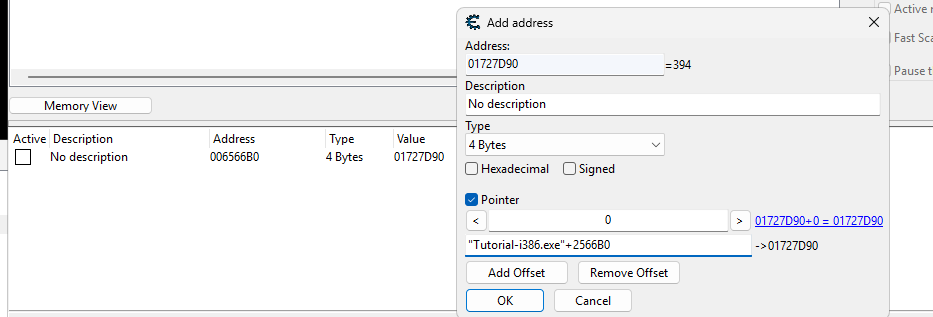 Add address
Active
Address:
01727D90 =394
Fast Sca
Description
No description
Pause t
Memory View
Type
4 Bytes
Active Description Address Type Value
No description 006566B0 4 Bytes 01727D90
Hexadecimal Signed
Pointer
< 0 > 01727D90+0 = 01727D90
"Tutorial-i386.exe"+2566B0 ->01727D90
Add Offset Remove Offset
OK Cancel